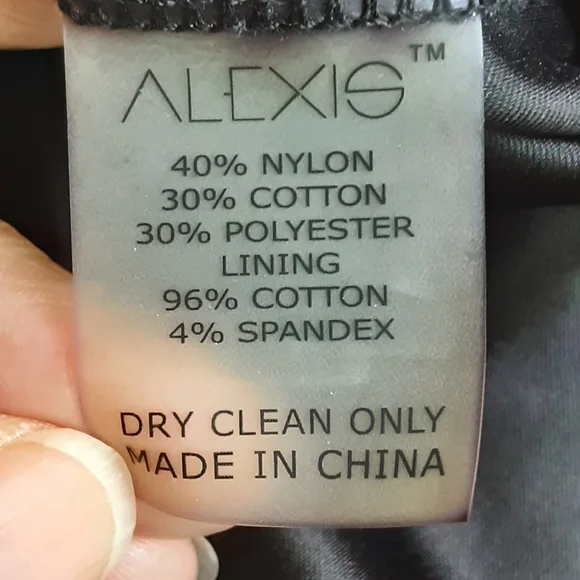 ALEXIS™
40% NYLON
30% COTTON
30% POLYESTER
LINING
96% COTTON
4% SPANDEX
DRY CLEAN ONLY
MADE IN CHINA